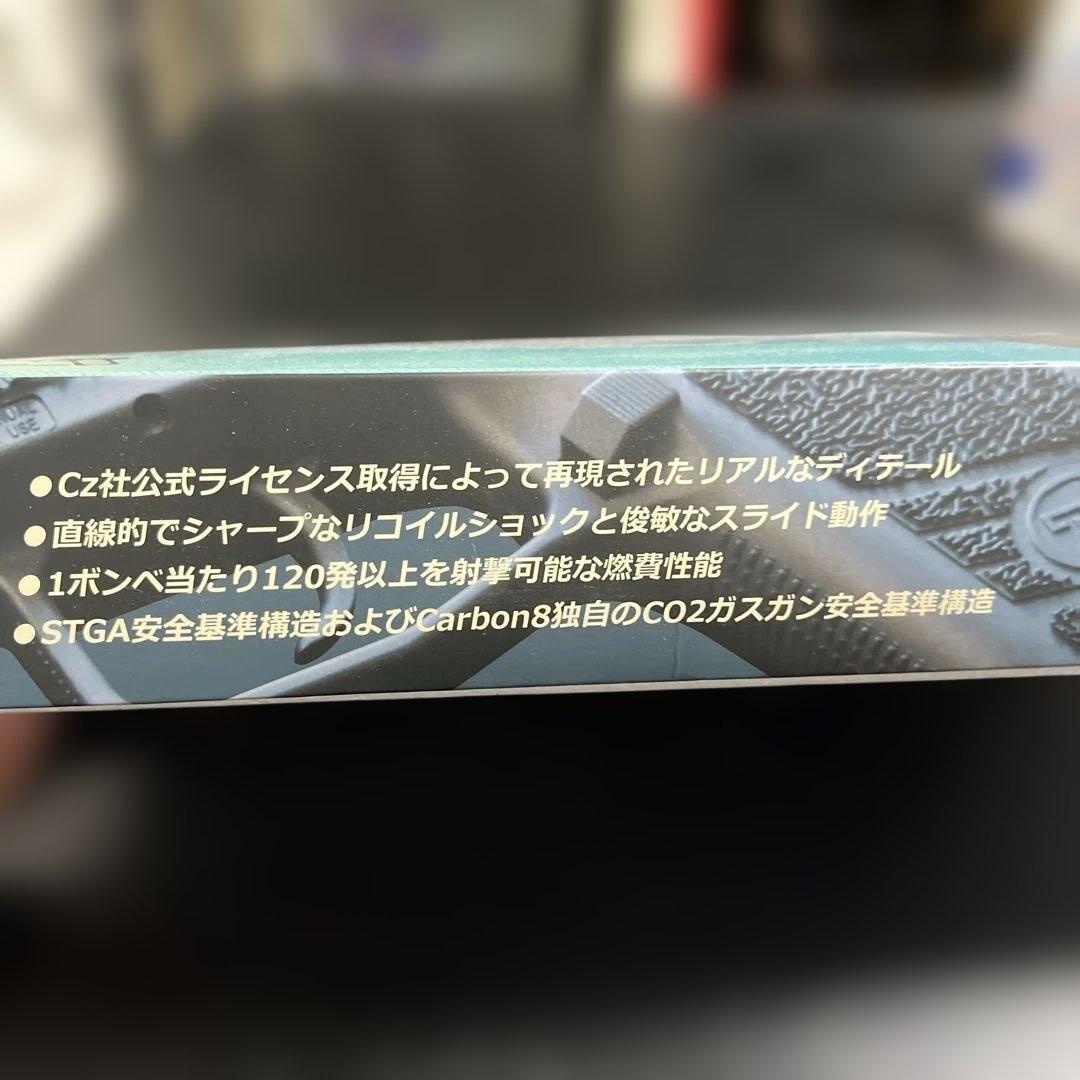 DUAL
USE
●Cz社公式ライセンス取得によって再現されたリアルなディテール
●直線的でシャープなリコイルショックと俊敏なスライド動作
●1ボンベ当たり120発以上を射撃可能な燃費性能
●STGA安全基準構造およびCarbon8独自のCO2ガスガン安全基準構造